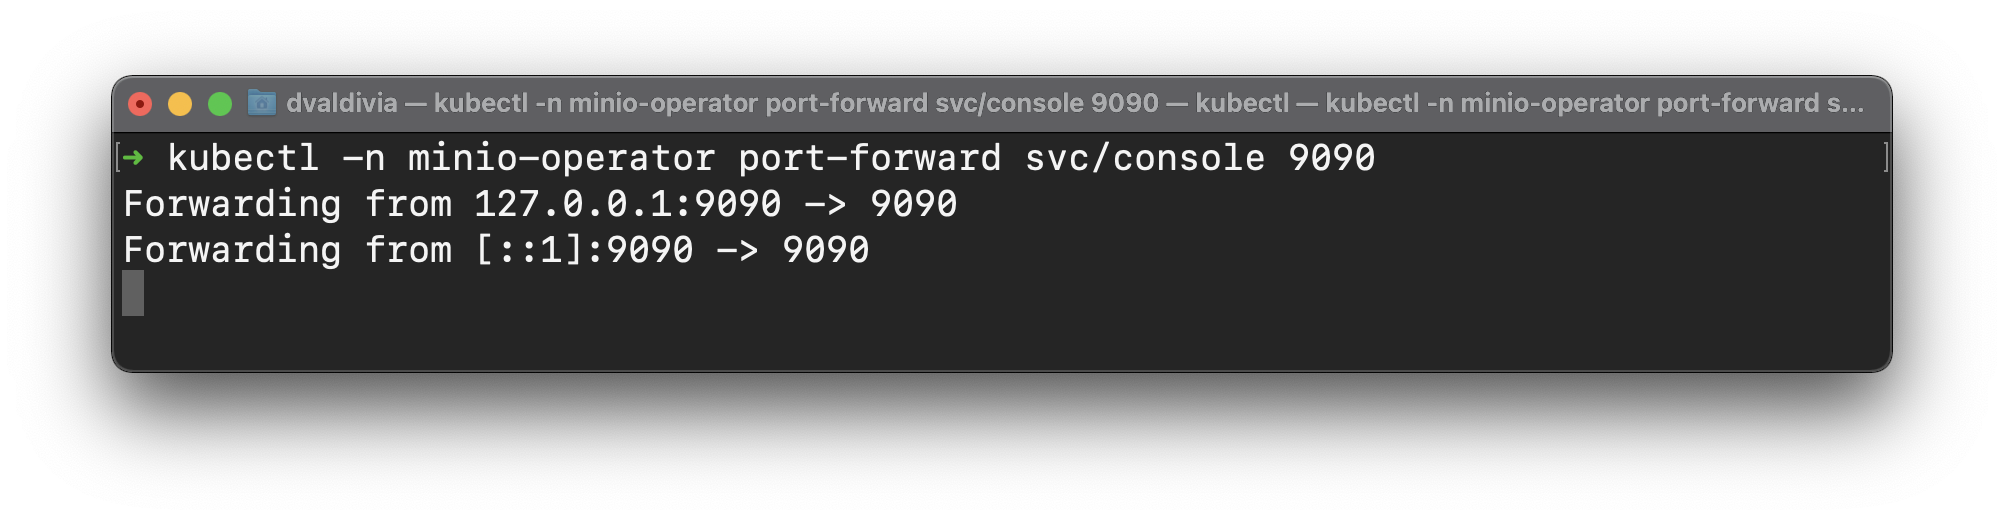 dvaldivia — kubectl -n minio-operator port-forward svc/console 9090 — kubectl — kubectl -n minio-operator port-forward s...
[➜ kubectl -n minio-operator port-forward svc/console 9090 ]
Forwarding from 127.0.0.1:9090 -> 9090
Forwarding from [::1]:9090 -> 9090